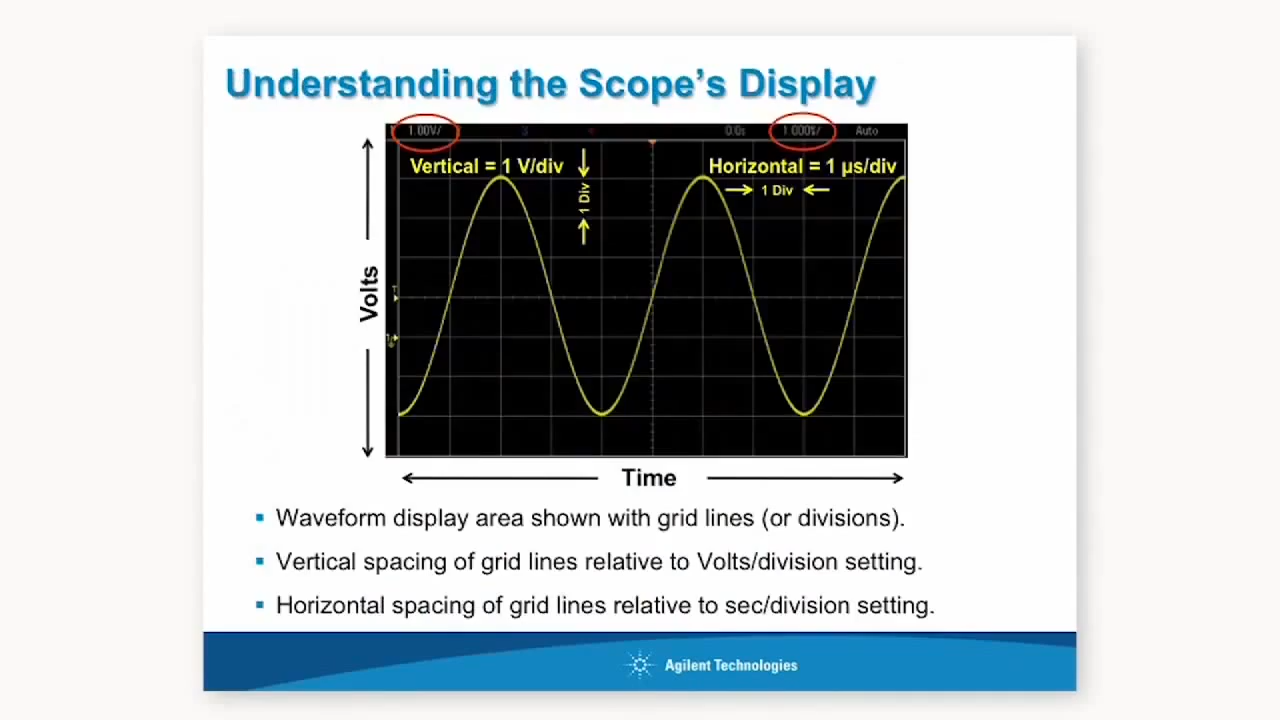 Understanding the Scope's Display
1.00V/
0.0s
Auto
Vertical = 1 V/div
Horizontal = 1 µs/div
1 Div
1 Div
Volts
Time
Waveform display area shown with grid lines (or divisions).
Vertical spacing of grid lines relative to Volts/division setting.
Horizontal spacing of grid lines relative to sec/division setting.
Agilent Technologies